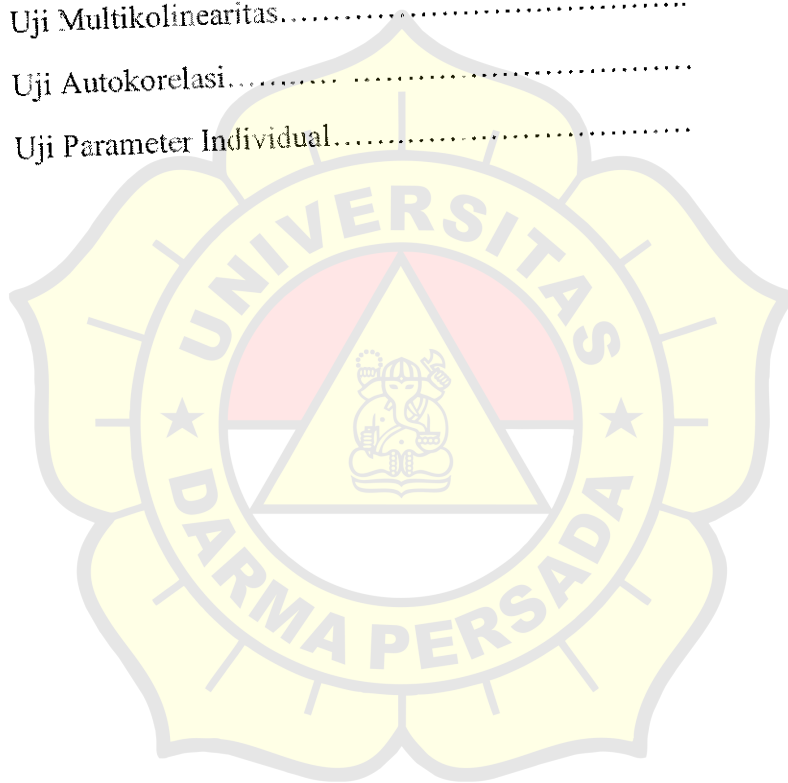 Uji Multikolinearitas..............................................
Uji Autokorelasi............ ......................................
Uji Parameter Individual........................................
UNIVERSITAS
DARMA PERSADA